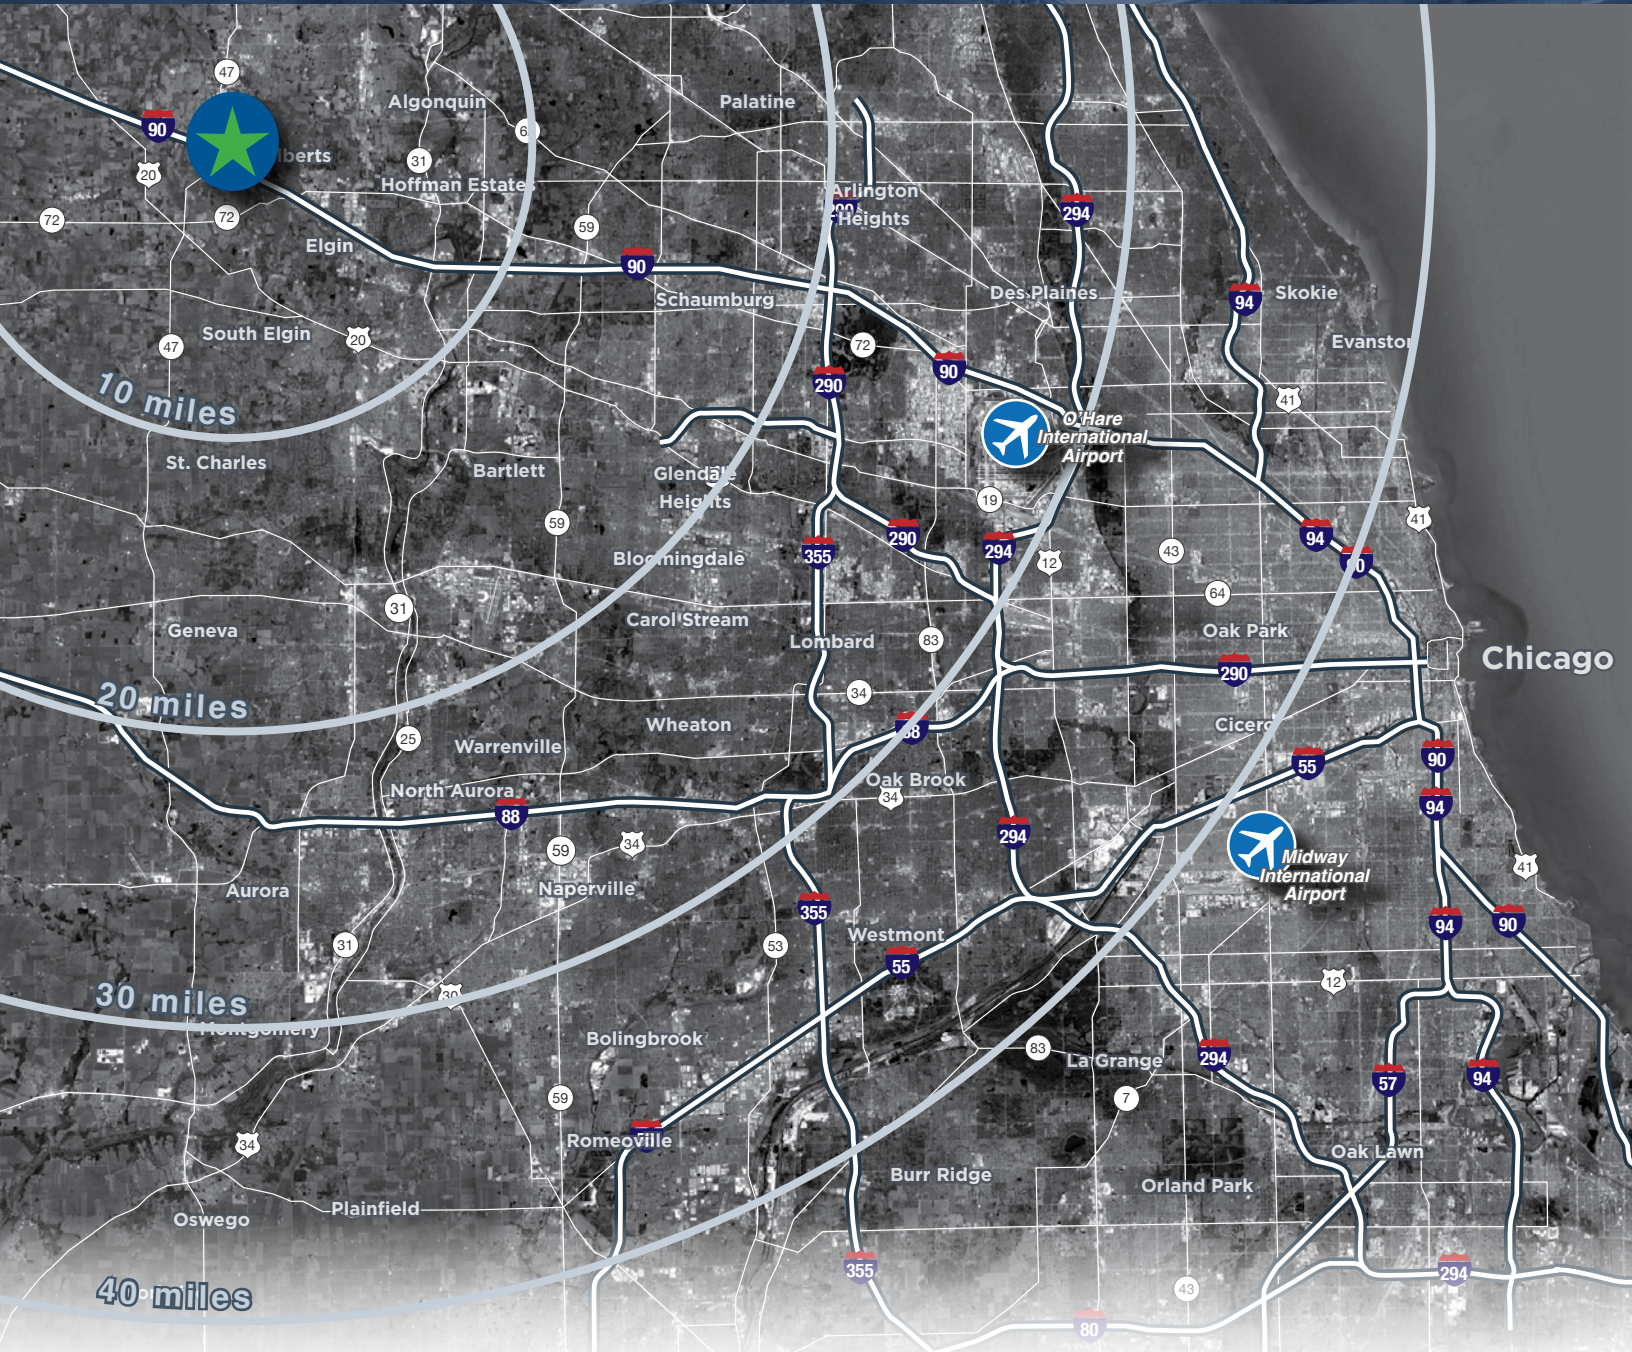 47
Algonquin
Palatine
90
62
lberts
31
20
Hoffman Estates
Arlington
Heights
290
294
72
72
59
Elgin
90
Schaumburg
Des Plaines
94
Skokie
South Elgin
20
47
72
Evanston
90
290
41
10 miles
O'Hare
International
Airport
St. Charles
Bartlett
Glendale
Heights
19
59
41
290
94
294
355
Bloomingdale
12
43
90
31
64
Carol Stream
Geneva
Oak Park
Lombard
83
Chicago
290
20 miles
34
Wheaton
Cicero
88
25
Warrenville
90
55
Oak Brook
34
North Aurora
88
94
294
34
59
Midway
International
Airport
41
Naperville
Aurora
355
94
90
Westmont
31
53
55
12
30
30 miles
Montgomery
Bolingbrook
83
294
La Grange
57
94
59
7
Romeoville
34
Oak Lawn
Burr Ridge
Orland Park
Plainfield
Oswego
355
294
43
40 miles
80